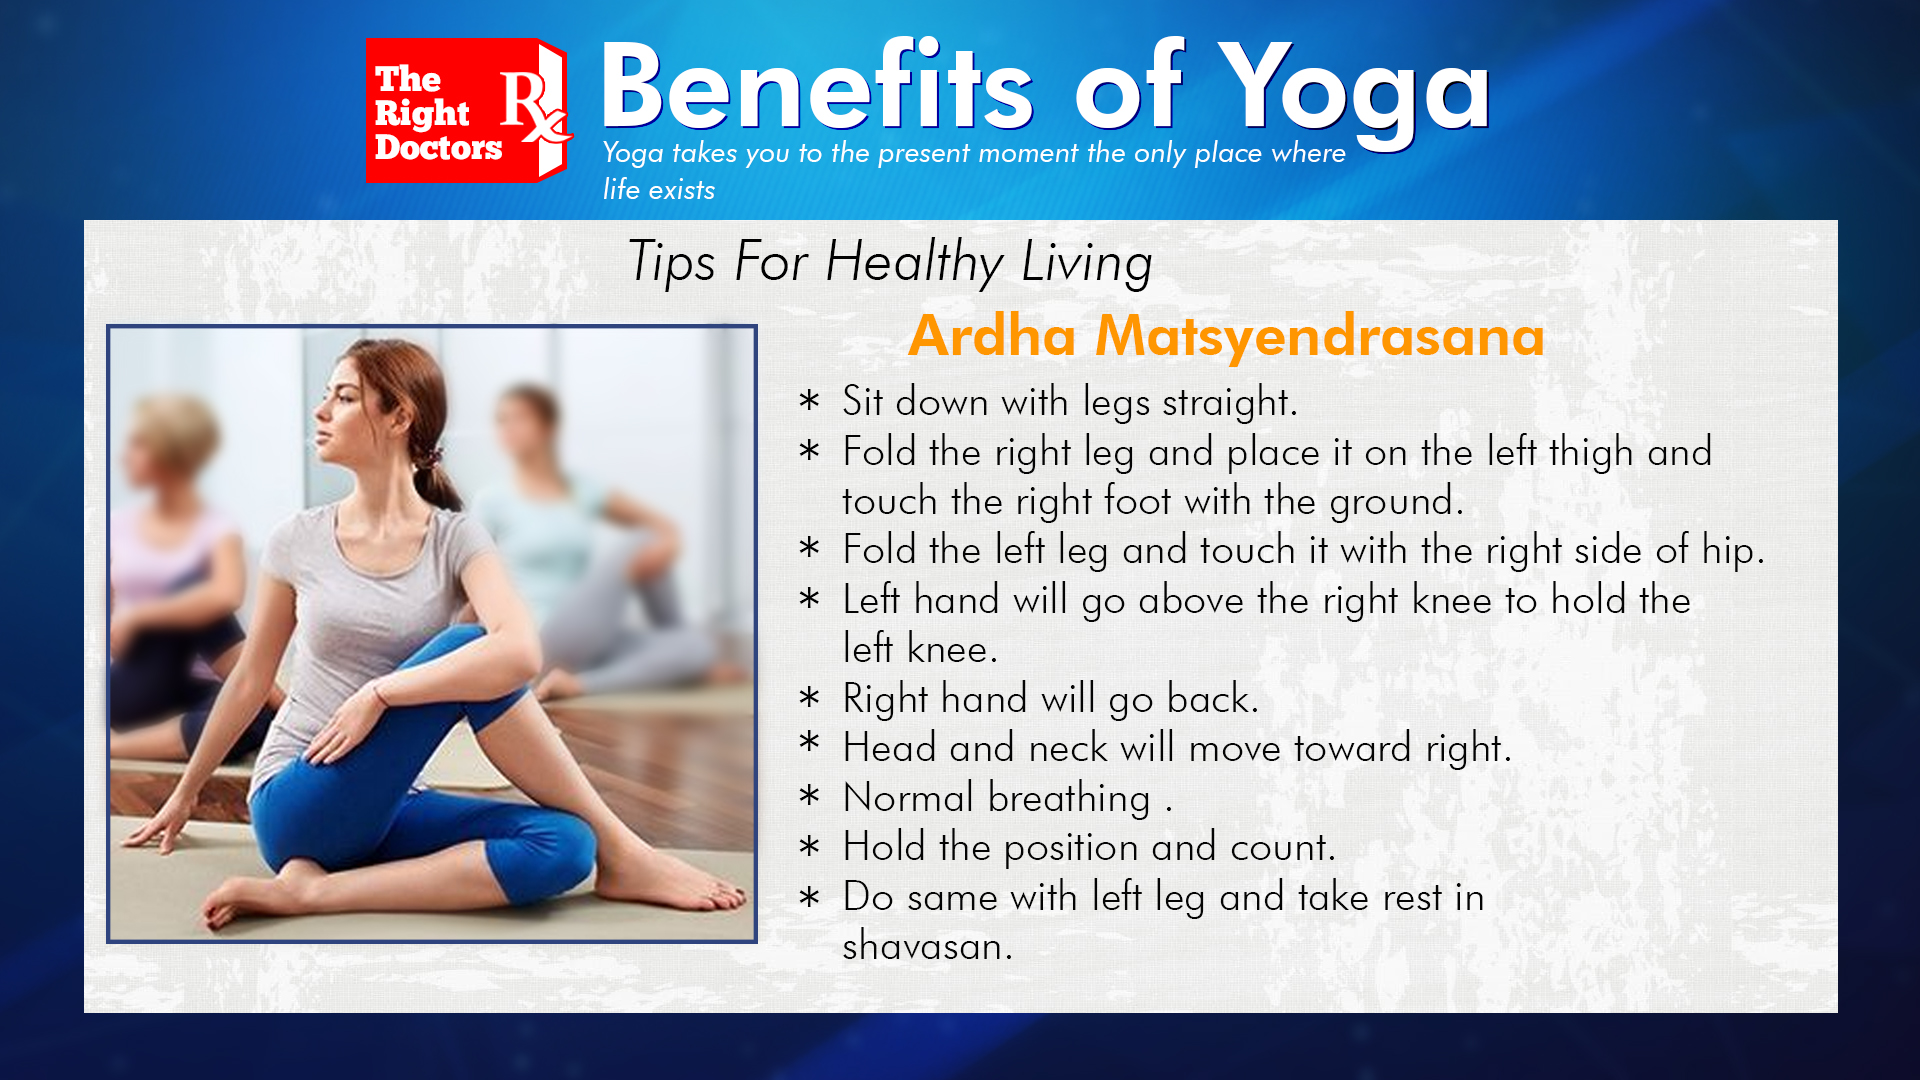 The
Right
Doctors
Rx
Benefits of Yoga
Yoga takes you to the present moment the only place where
life exists
Tips For Healthy Living
Ardha Matsyendrasana
* Sit down with legs straight.
* Fold the right leg and place it on the left thigh and
touch the right foot with the ground.
* Fold the left leg and touch it with the right side of hip.
* Left hand will go above the right knee to hold the
left knee.
* Right hand will go back.
* Head and neck will move toward right.
* Normal breathing .
* Hold the position and count.
* Do same with left leg and take rest in
shavasan.